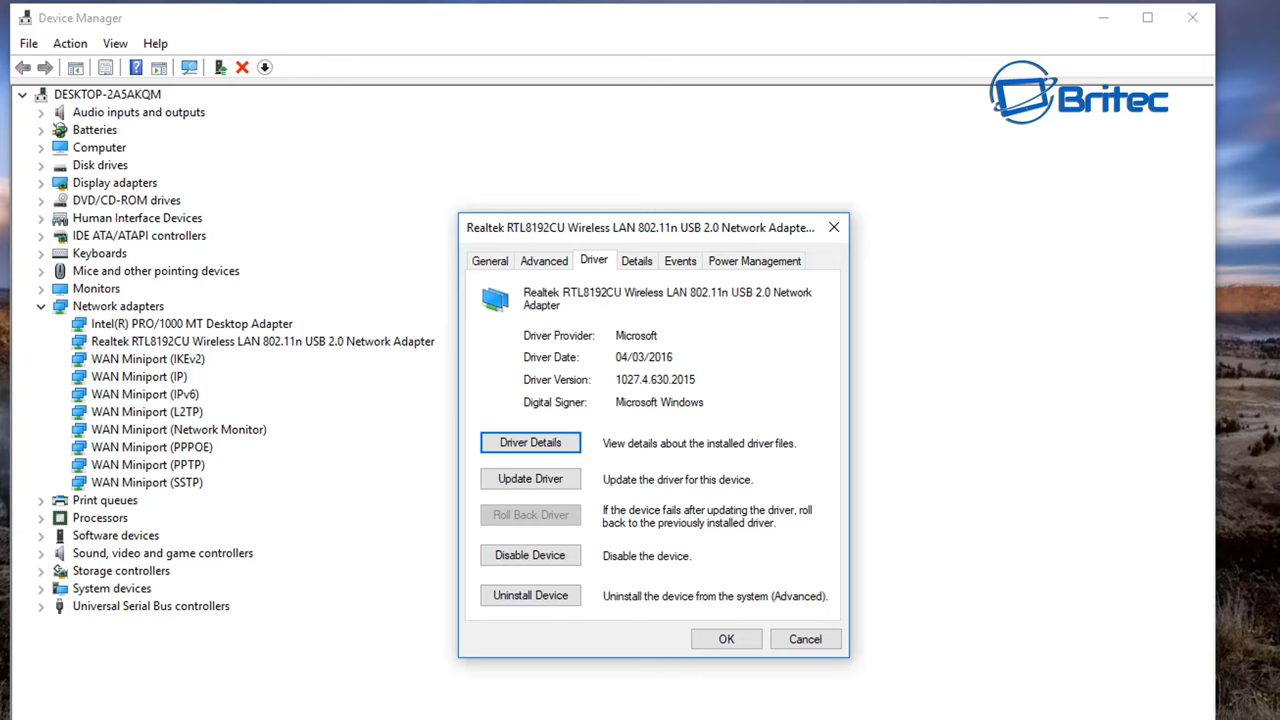 Device Manager
File Action View Help
Britec
DESKTOP-2A5AKQM
Audio inputs and outputs
Batteries
Computer
Disk drives
Display adapters
DVD/CD-ROM drives
Human Interface Devices
IDE ATA/ATAPI controllers
Keyboards
Mice and other pointing devices
Monitors
Network adapters
Intel(R) PRO/1000 MT Desktop Adapter
Realtek RTL8192CU Wireless LAN 802.11n USB 2.0 Network Adapter
WAN Miniport (IKEv2)
WAN Miniport (IP)
WAN Miniport (IPv6)
WAN Miniport (L2TP)
WAN Miniport (Network Monitor)
WAN Miniport (PPPOE)
WAN Miniport (PPTP)
WAN Miniport (SSTP)
Print queues
Processors
Software devices
Sound, video and game controllers
Storage controllers
System devices
Universal Serial Bus controllers
Realtek RTL8192CU Wireless LAN 802.11n USB 2.0 Network Adapte...
General Advanced Driver Details Events Power Management
Realtek RTL8192CU Wireless LAN 802.11n USB 2.0 Network
Adapter
Driver Provider: Microsoft
Driver Date: 04/03/2016
Driver Version: 1027.4.630.2015
Digital Signer: Microsoft Windows
Driver Details View details about the installed driver files.
Update Driver Update the driver for this device.
Roll Back Driver If the device fails after updating the driver, roll
back to the previously installed driver.
Disable Device Disable the device.
Uninstall Device Uninstall the device from the system (Advanced).
OK Cancel